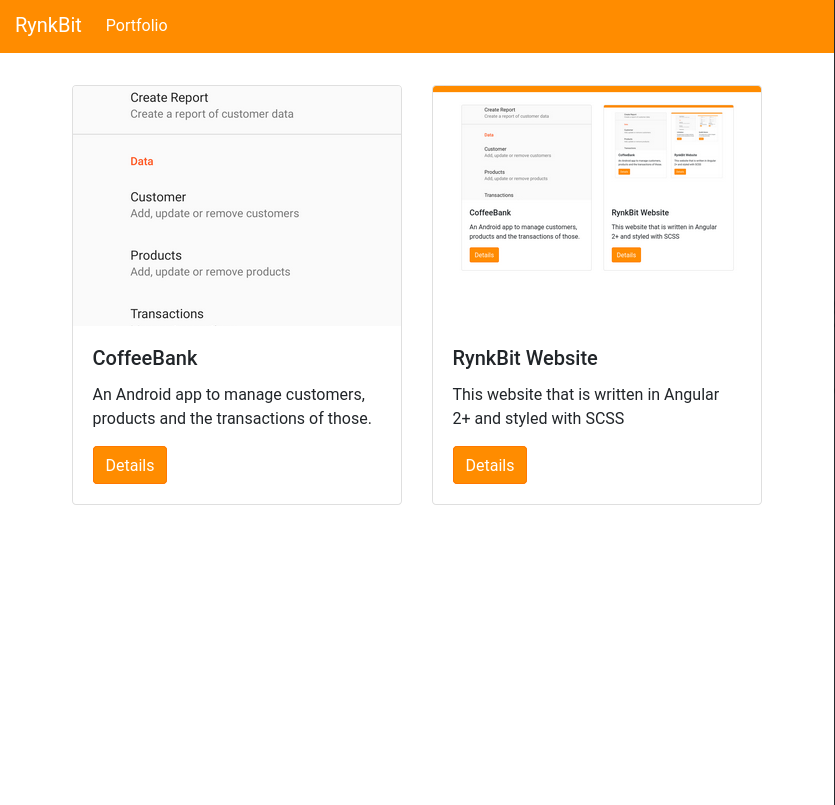 RynkBit Portfolio
Create Report
Create a report of customer data
Data
Customer
Add, update or remove customers
Products
Add, update or remove products
Transactions
CoffeeBank
An Android app to manage customers,
products and the transactions of those.
Details
Create Report
Create a report of customer data
Data
Customer
Add, update or remove customers
Products
Add, update or remove products
Transactions
CoffeeBank
An Android app to manage customers,
products and the transactions of those.
Details
CoffeeBank
RynkBit Website
RynkBit Website
This website that is written in Angular
2+ and styled with SCSS
Details
RynkBit Website
This website that is written in Angular
2+ and styled with SCSS
Details